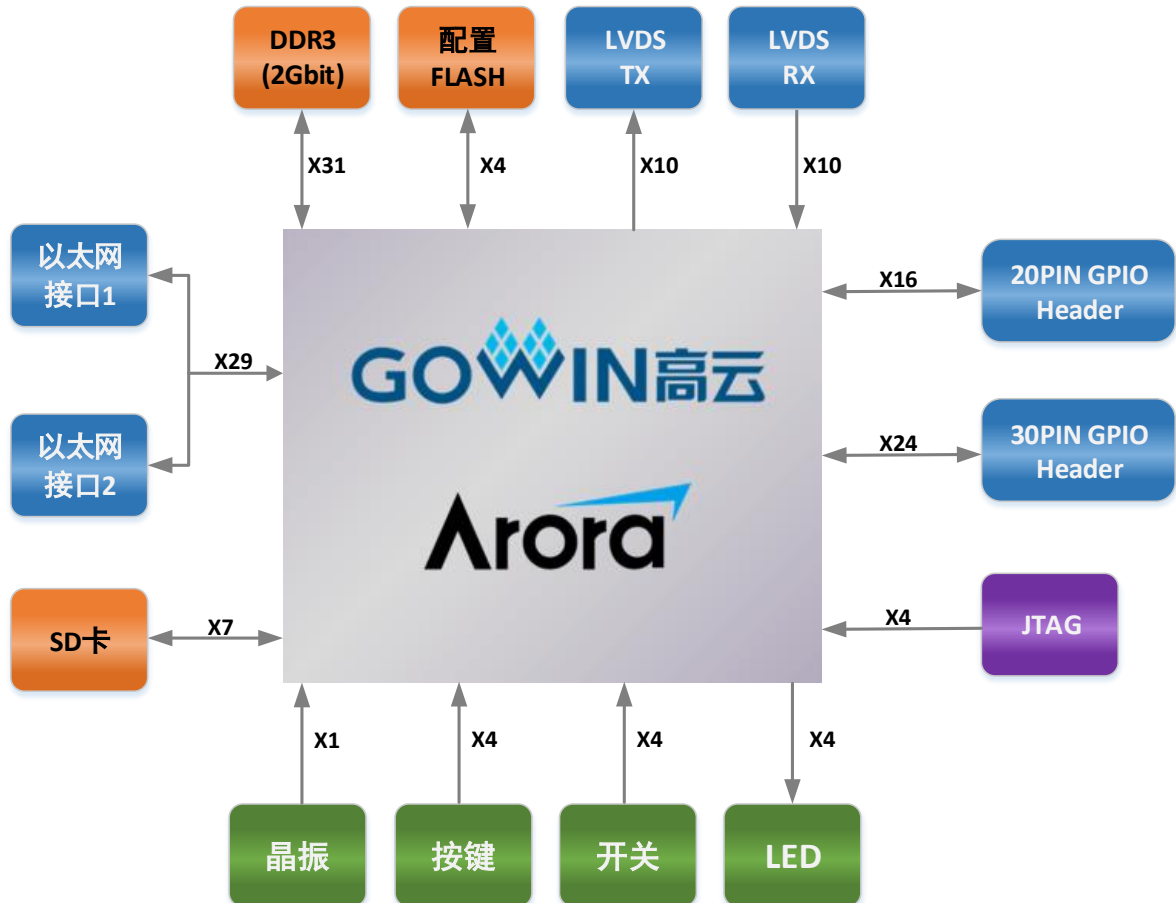 DDR3
(2Gbit)
配置
FLASH
LVDS
TX
LVDS
RX
X31
X4
X10
X10
以太网
接口1
X29
以太网
接口2
X16
20PIN GPIO
Header
GOWIN高云
X24
30PIN GPIO
Header
Arora
SD卡
X7
X4
JTAG
X1
X4
X4
X4
晶振
按键
开关
LED